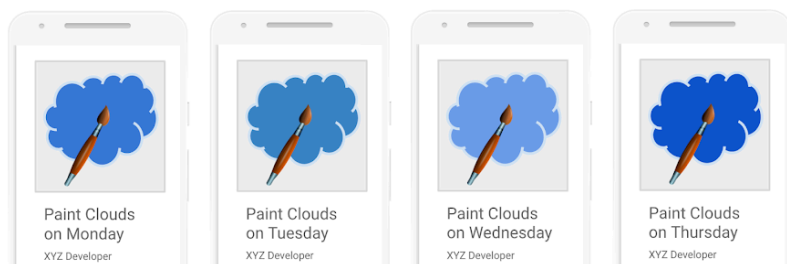 Paint Clouds
on Monday
XYZ Developer
Paint Clouds
on Tuesday
XYZ Developer
Paint Clouds
on Wednesday
XYZ Developer
Paint Clouds
on Thursday
XYZ Developer